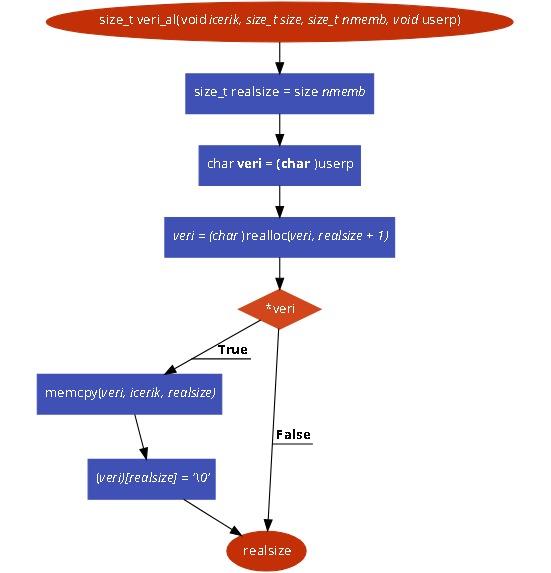 size_t veri_al(void icerik, size_t size, size_t nmemb, void userp)
size_t realsize = size nmemb
char veri = (char )userp
veri = (char )realloc(veri, realsize + 1)
*veri
True
memcpy(veri, icerik, realsize)
False
(veri)[realsize] = '\0'
realsize